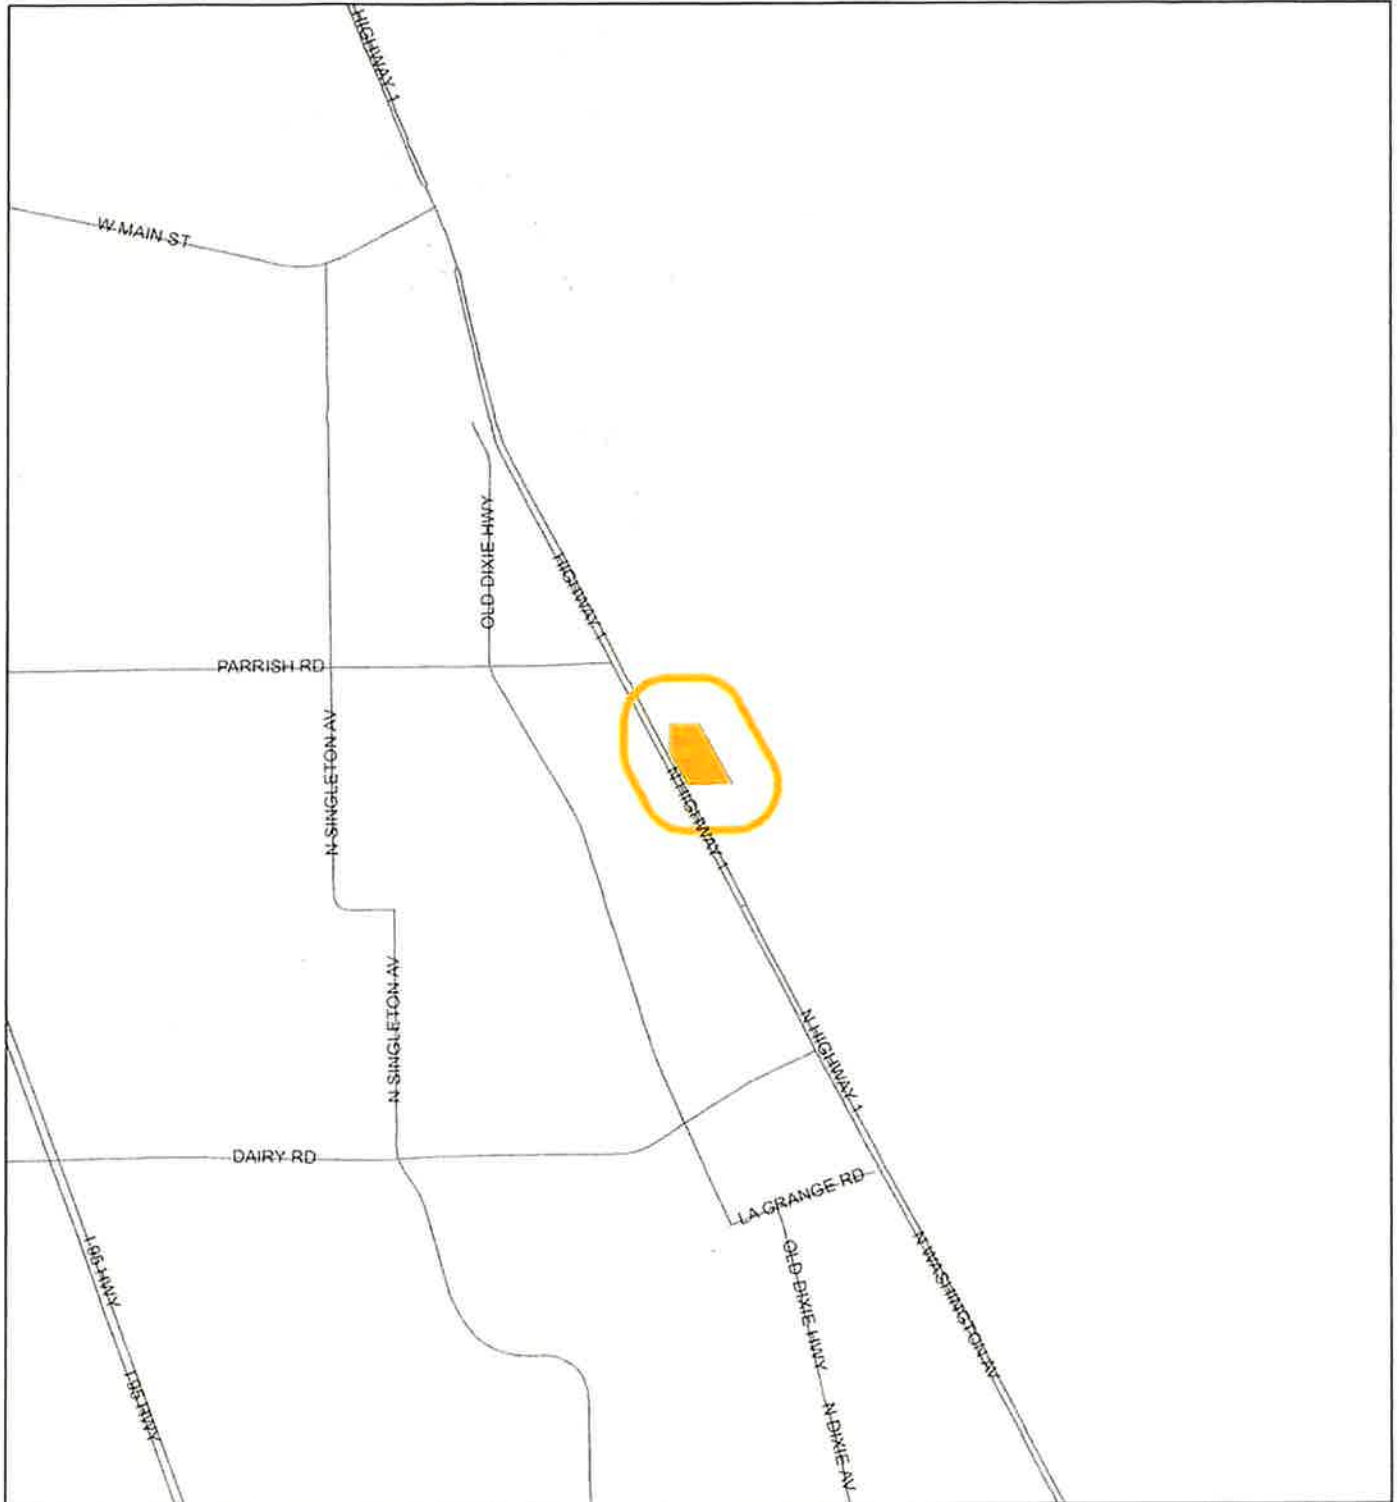 HIGHWAY 1
W MAIN ST
OLD DIXIE HWY
HIGHWAY 1
PARRISH RD
N SINGLETON AV
N HIGHWAY 1
N SINGLETON AV
N HIGHWAY 1
DAIRY RD
LA GRANGE RD
I 95 HWY
OLD DIXIE HWY
N WASHINGTON AV
I 95 HWY
N DIXIE AV